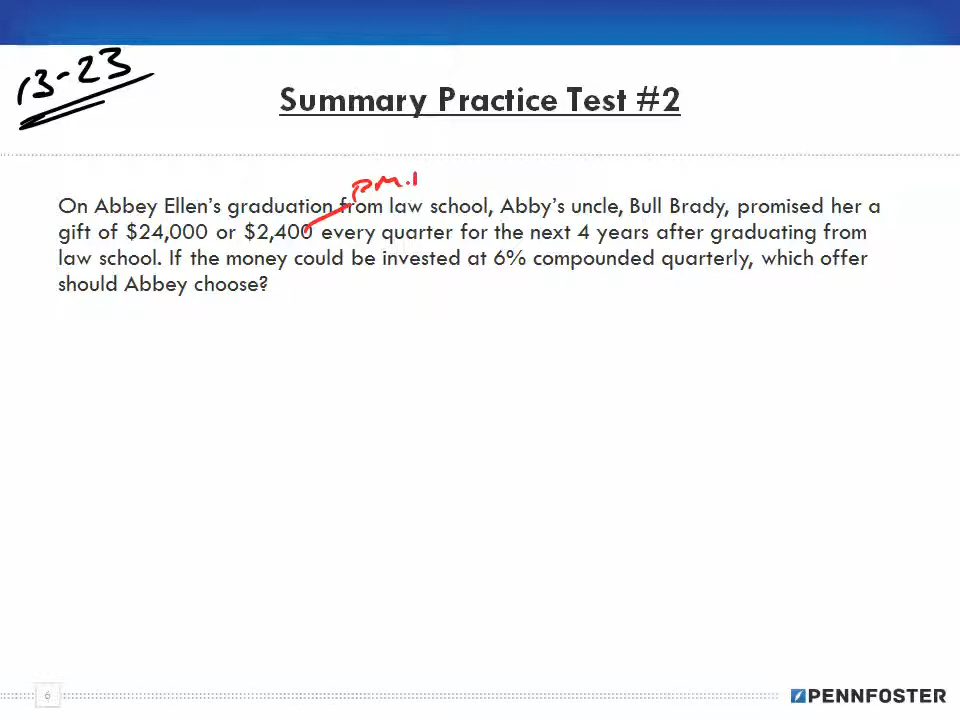 13-23
Summary Practice Test #2
PM.
On Abbey Ellen's graduation from law school, Abby's uncle, Bull Brady, promised her a
gift of $24,000 or $2,400 every quarter for the next 4 years after graduating from
law school. If the money could be invested at 6% compounded quarterly, which offer
should Abbey choose?
6
PENNFOSTER